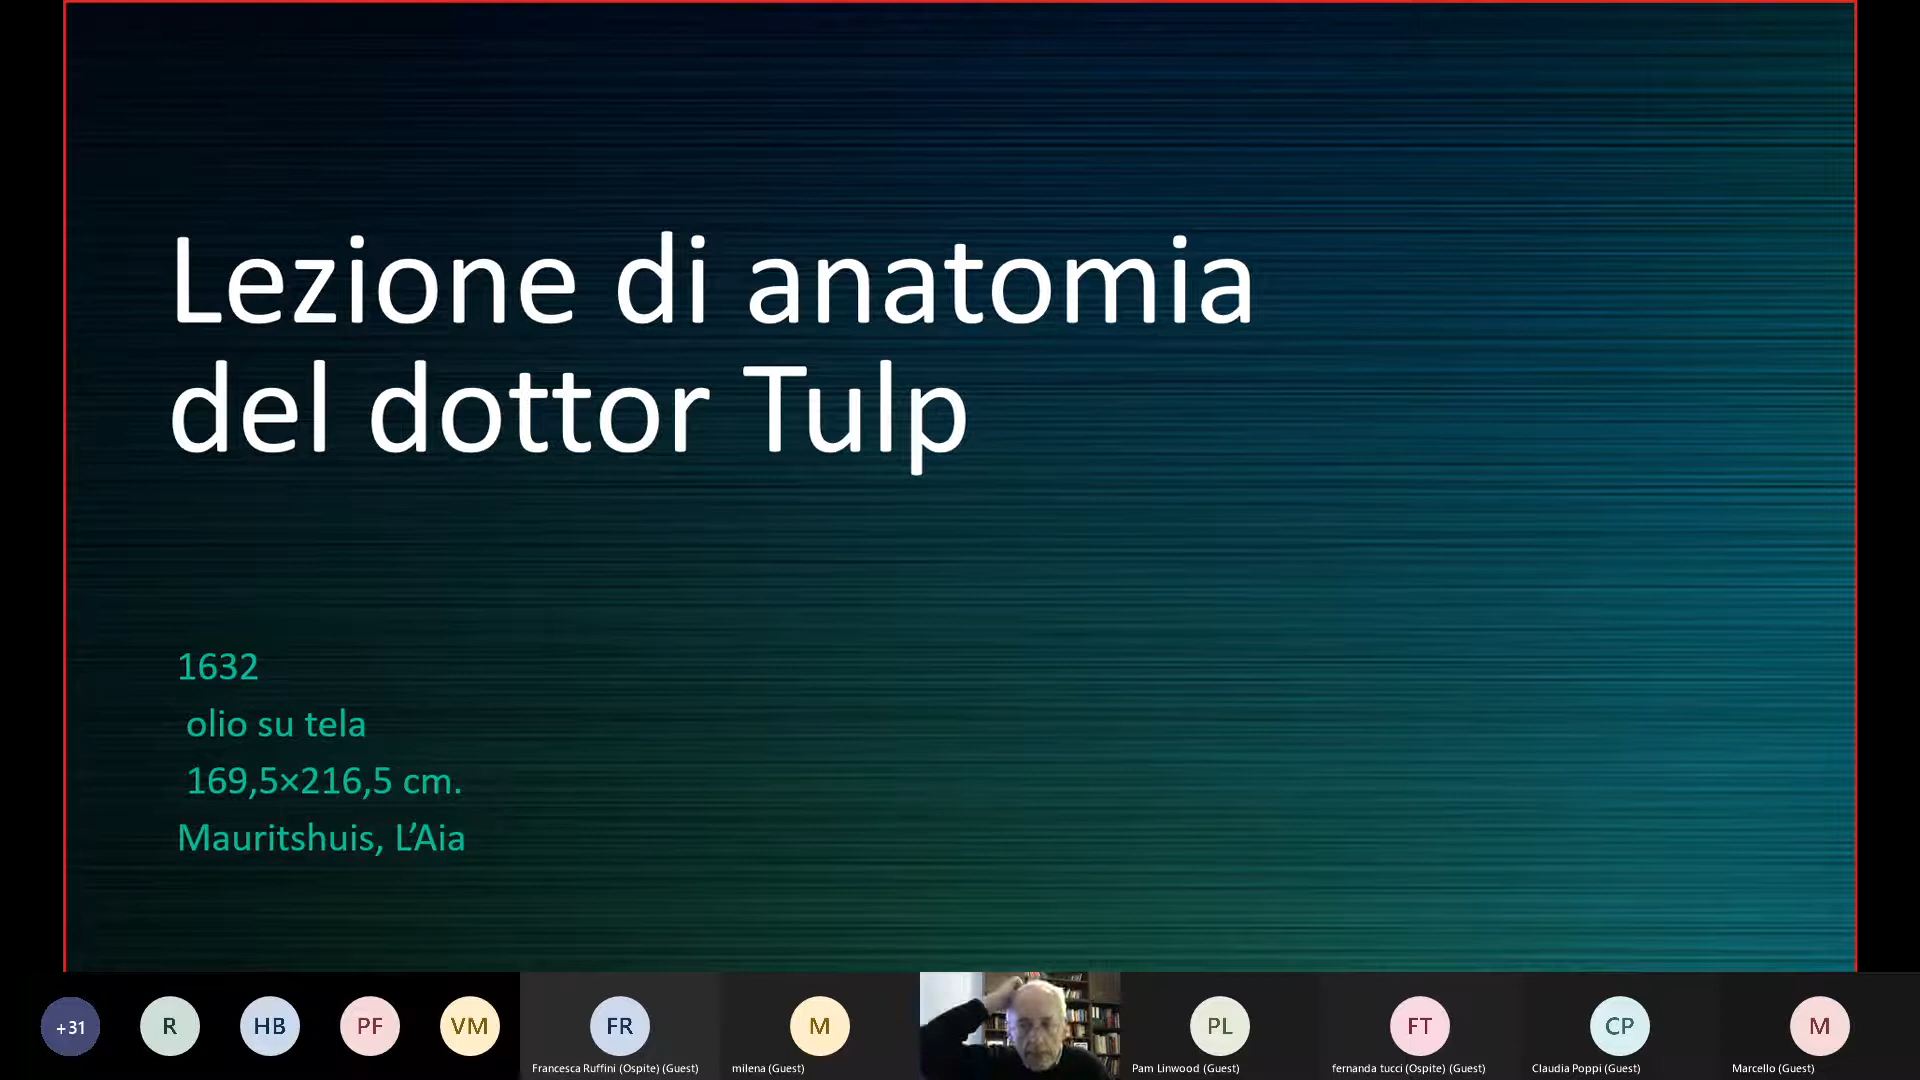 Lezione di anatomia
del dottor Tulp
1632
olio su tela
169,5×216,5 cm.
Mauritshuis, L’Aia
+31
R
HB
PF
VM
FR
M
PL
FT
CP
M
Francesca Ruffini (Ospite) (Guest)
milena (Guest)
Pam Linwood (Guest)
fernanda tucci (Ospite) (Guest)
Claudia Poppi (Guest)
Marcello (Guest)